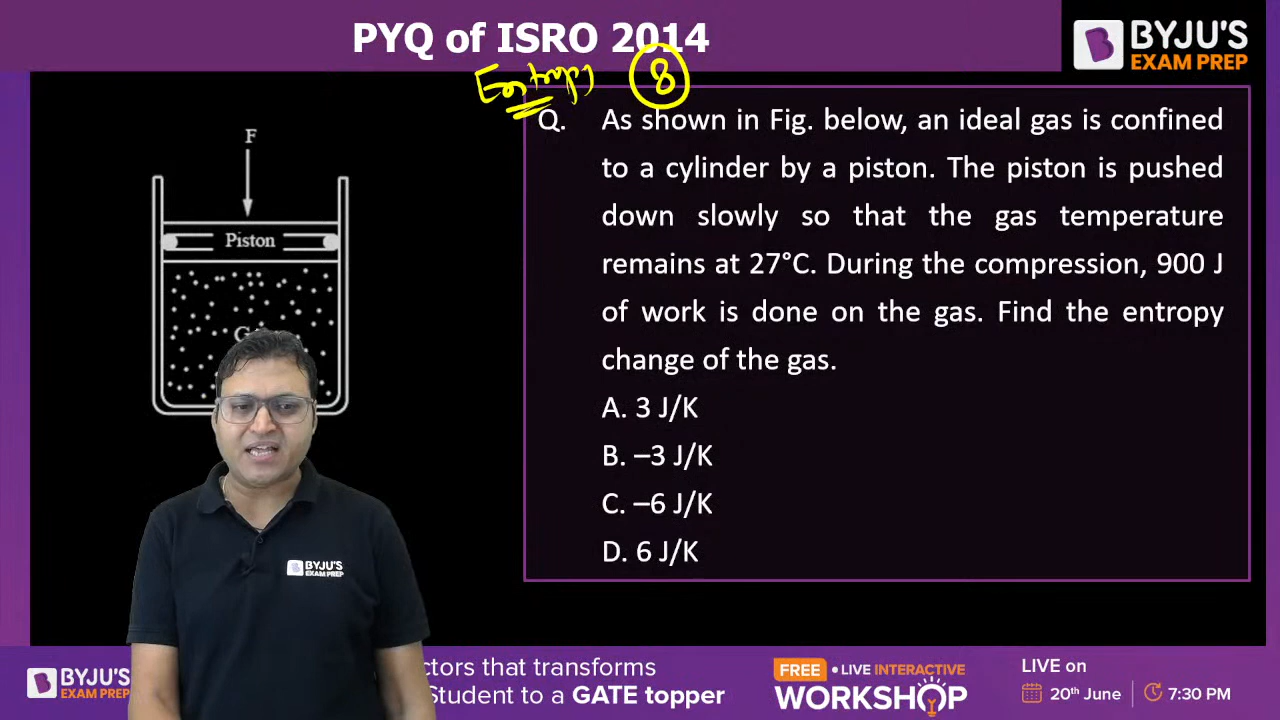 PYQ of ISRO 2014
BYJU'S
EXAM PREP
Entropy 8
F
Piston
Q. As shown in Fig. below, an ideal gas is confined
to a cylinder by a piston. The piston is pushed
down slowly so that the gas temperature
remains at 27°C. During the compression, 900 J
of work is done on the gas. Find the entropy
change of the gas.
A. 3 J/K
B. –3 J/K
C. –6 J/K
D. 6 J/K
BYJU'S
EXAM PREP
BYJU'S
EXAM PREP
ctors that transforms
Student to a GATE topper
FREE • LIVE INTERACTIVE
WORKSHOP
LIVE on
20th June 7:30 PM